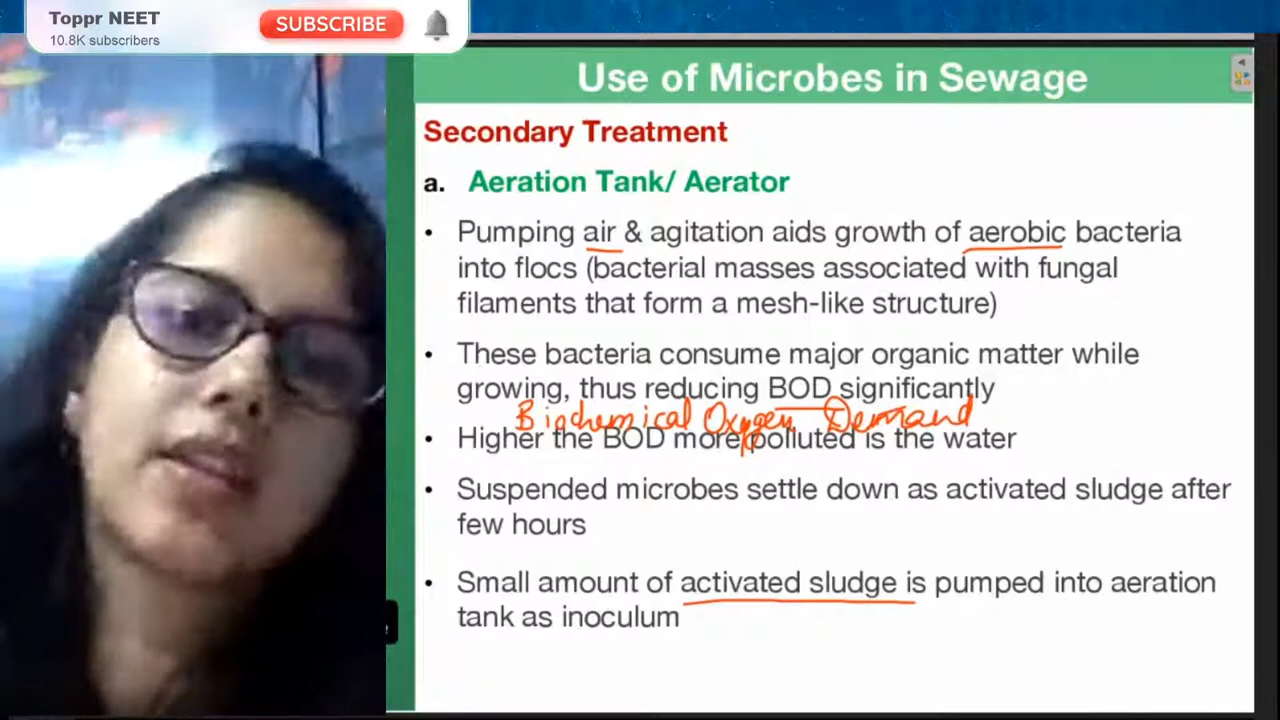 Toppr NEET
10.8K subscribers
SUBSCRIBE
Use of Microbes in Sewage
Secondary Treatment
a. Aeration Tank/ Aerator
• Pumping air & agitation aids growth of aerobic bacteria
into flocs (bacterial masses associated with fungal
filaments that form a mesh-like structure)
• These bacteria consume major organic matter while
growing, thus reducing BOD significantly
Biochemical Oxygen Demand
• Higher the BOD more polluted is the water
• Suspended microbes settle down as activated sludge after
few hours
• Small amount of activated sludge is pumped into aeration
tank as inoculum